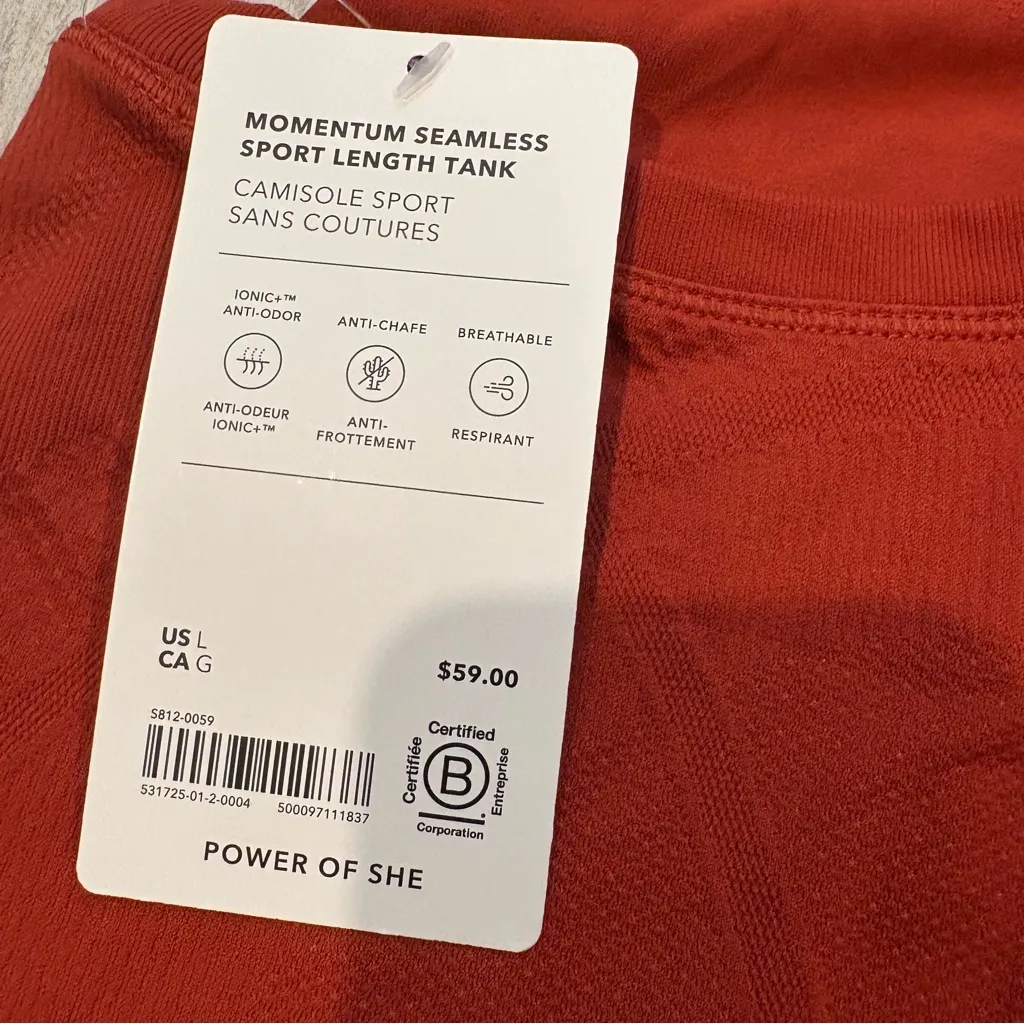 MOMENTUM SEAMLESS
SPORT LENGTH TANK
CAMISOLE SPORT
SANS COUTURES
IONIC+™
ANTI-ODOR
ANTI-ODEUR
IONIC+™
ANTI-CHAFE
ANTI-
FROTTEMENT
BREATHABLE
RESPIRANT
US L
CA G
$59.00
S812-0059
531725-01-2-0004 500097111837
Certified
Certifiée
B
Entreprise
Corporation
POWER OF SHE